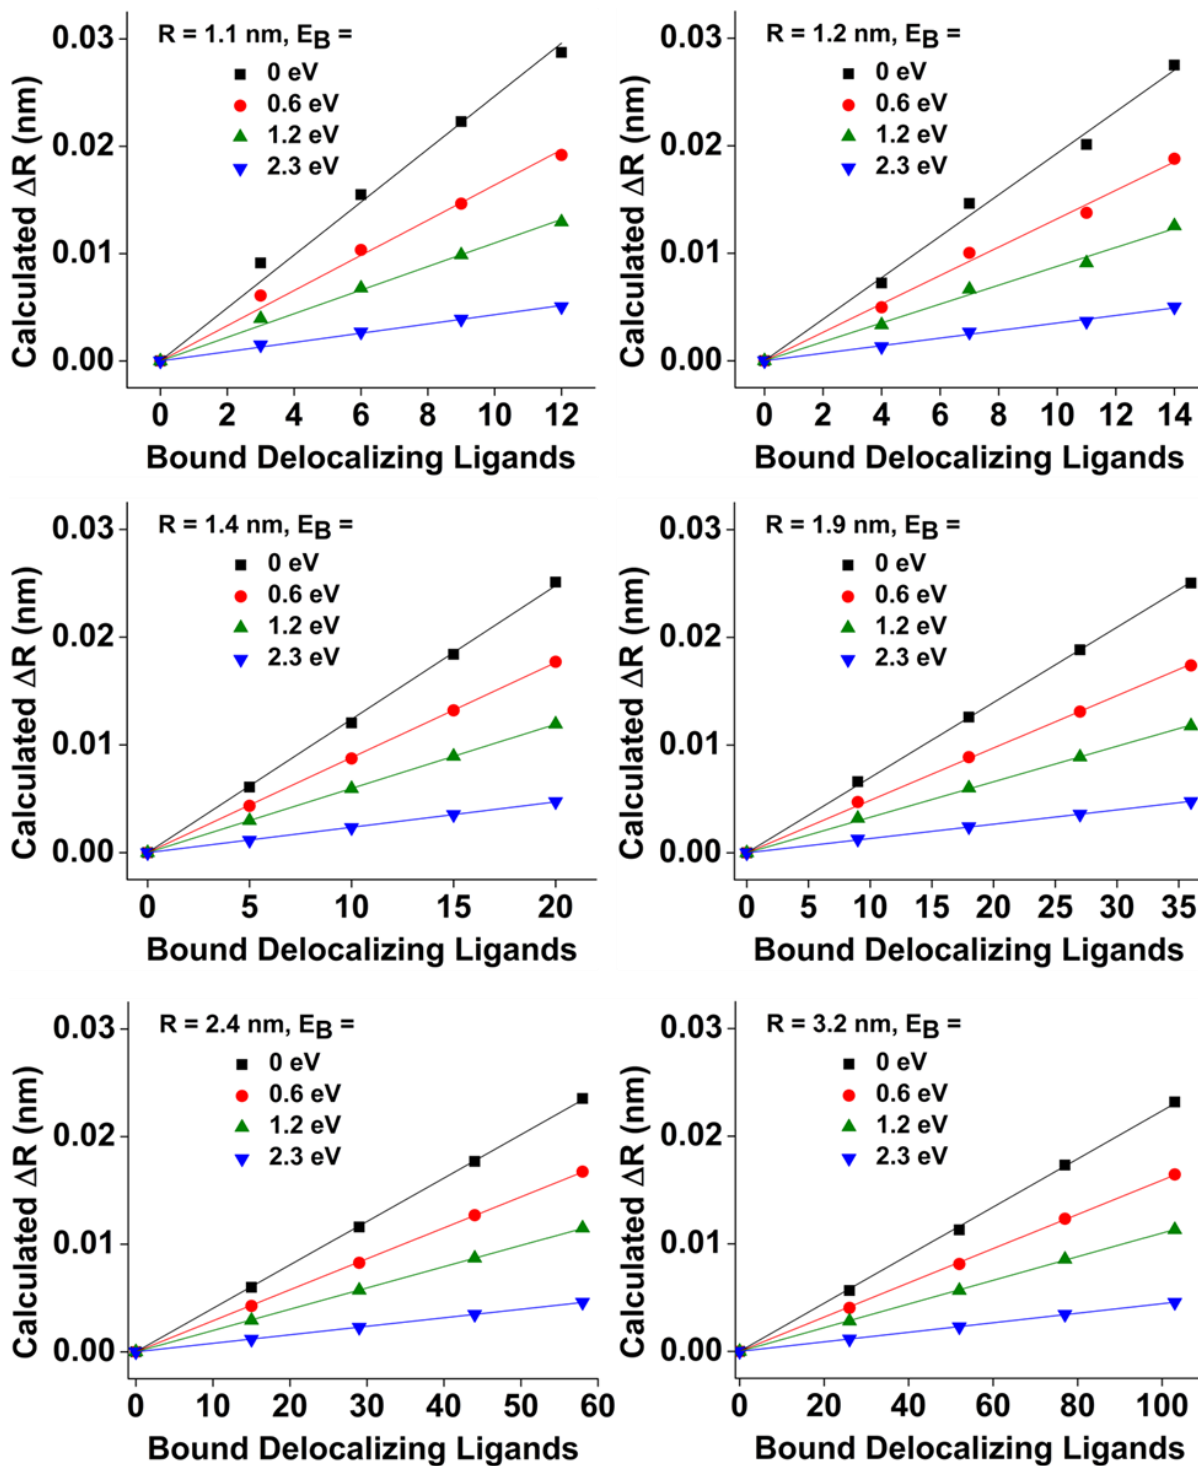 R = 1.1 nm, EB =
0 eV
0.6 eV
1.2 eV
2.3 eV
0.03
0.02
0.01
0.00
Calculated ΔR (nm)
0 2 4 6 8 10 12
Bound Delocalizing Ligands
R = 1.2 nm, EB =
0 eV
0.6 eV
1.2 eV
2.3 eV
0.03
0.02
0.01
0.00
Calculated ΔR (nm)
0 2 4 6 8 10 12 14
Bound Delocalizing Ligands
R = 1.4 nm, EB =
0 eV
0.6 eV
1.2 eV
2.3 eV
0.03
0.02
0.01
0.00
Calculated ΔR (nm)
0 5 10 15 20
Bound Delocalizing Ligands
R = 1.9 nm, EB =
0 eV
0.6 eV
1.2 eV
2.3 eV
0.03
0.02
0.01
0.00
Calculated ΔR (nm)
0 5 10 15 20 25 30 35
Bound Delocalizing Ligands
R = 2.4 nm, EB =
0 eV
0.6 eV
1.2 eV
2.3 eV
0.03
0.02
0.01
0.00
Calculated ΔR (nm)
0 10 20 30 40 50 60
Bound Delocalizing Ligands
R = 3.2 nm, EB =
0 eV
0.6 eV
1.2 eV
2.3 eV
0.03
0.02
0.01
0.00
Calculated ΔR (nm)
0 20 40 60 80 100
Bound Delocalizing Ligands